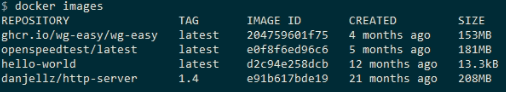 $ docker images
REPOSITORY TAG IMAGE ID CREATED SIZE
ghcr.io/wg-easy/wg-easy latest 204759601f75 4 months ago 153MB
openspeedtest/latest latest e0f8f6ed96c6 5 months ago 181MB
hello-world latest d2c94e258dcb 12 months ago 13.3kB
danjellz/http-server 1.4 e91b617bde19 21 months ago 208MB